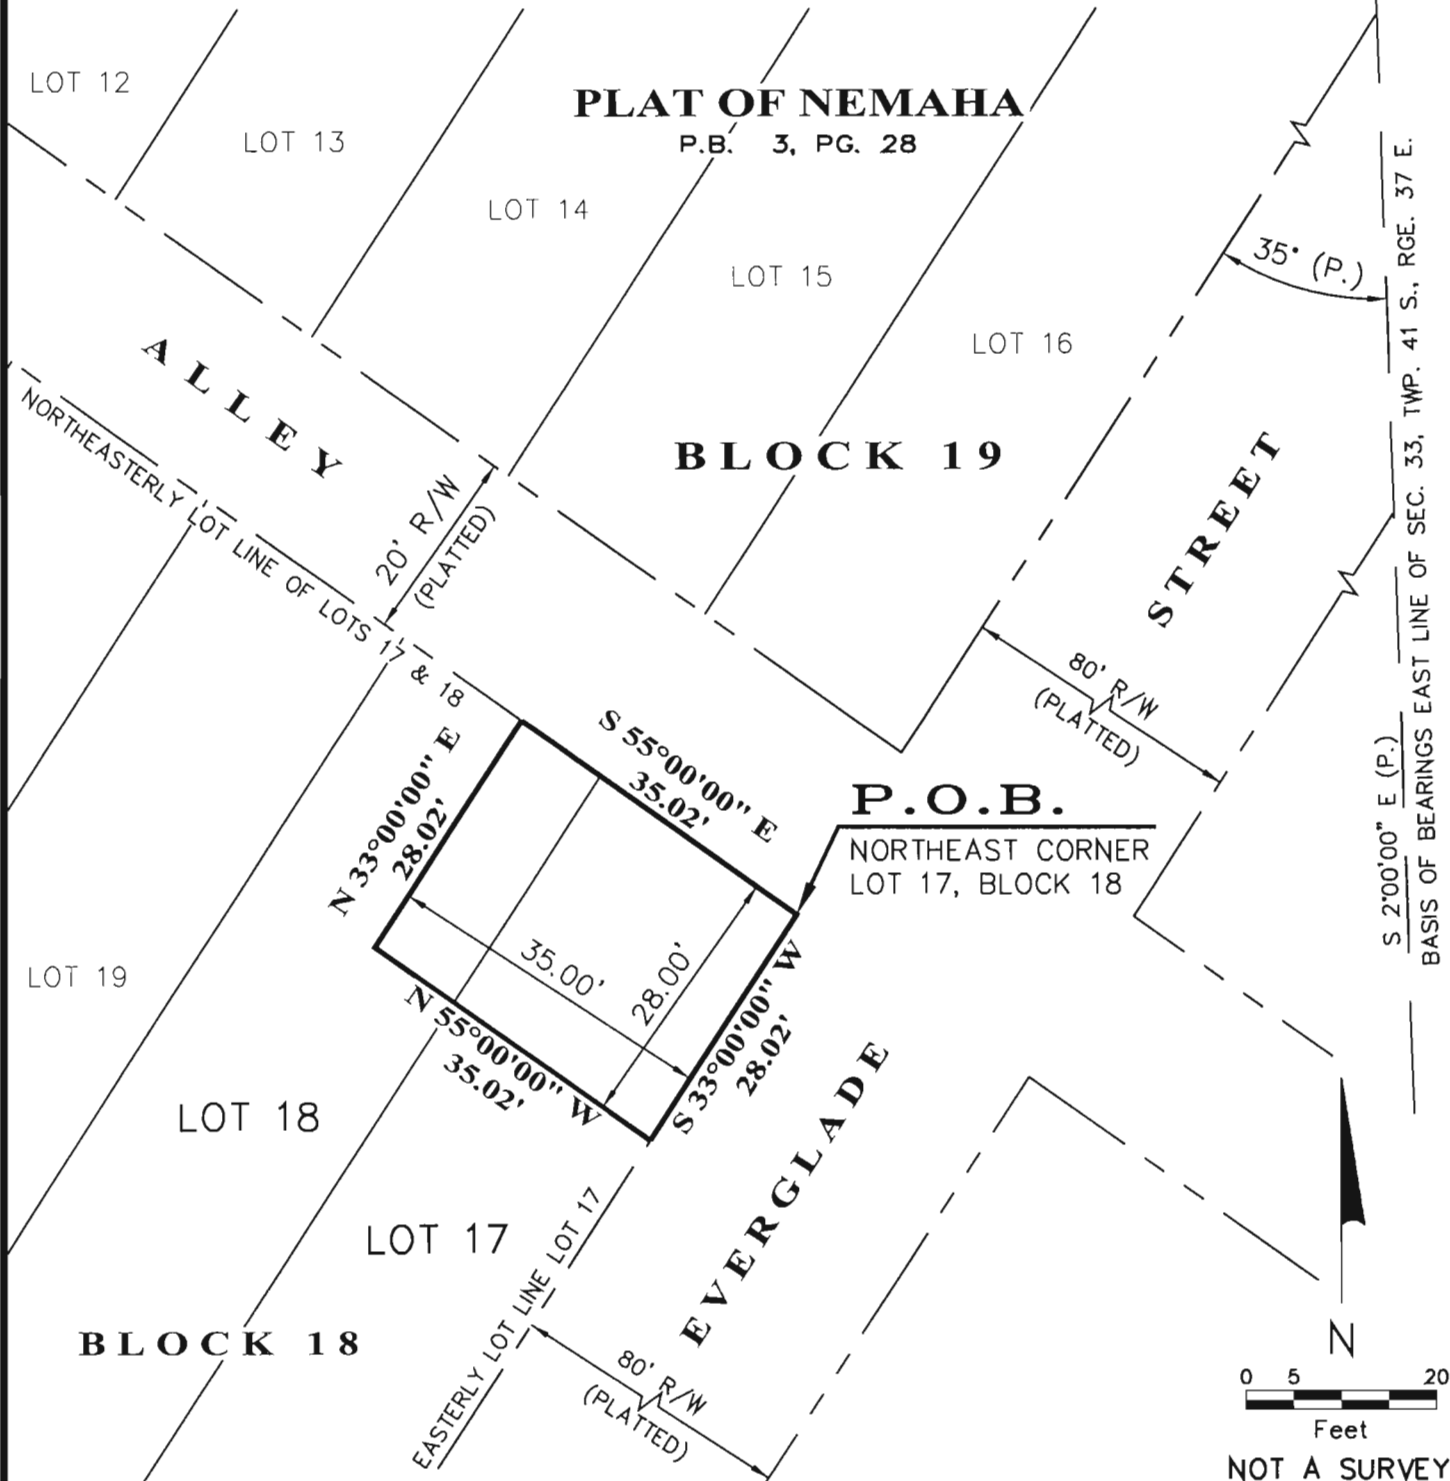 LOT 12
PLAT OF NEMAHA
P.B. 3, PG. 28
LOT 13
LOT 14
LOT 15
LOT 16
35° (P.)
ALLEY
BLOCK 19
NORTHEASTERLY LOT LINE OF LOTS 17 & 18
20' R/W
(PLATTED)
STREET
80' R/W
(PLATTED)
S 2°00'00" E (P.)
BASIS OF BEARINGS EAST LINE OF SEC. 33, TWP. 41 S., RGE. 37 E.
S 55°00'00" E
35.02'
N 33°00'00" E
28.02'
P.O.B.
NORTHEAST CORNER
LOT 17, BLOCK 18
35.00'
28.00'
S 33°00'00" W
28.02'
N 55°00'00" W
35.02'
LOT 19
LOT 18
LOT 17
EVERGLADE
BLOCK 18
EASTERLY LOT LINE LOT 17
80' R/W
(PLATTED)
N
0 5 20
Feet
NOT A SURVEY